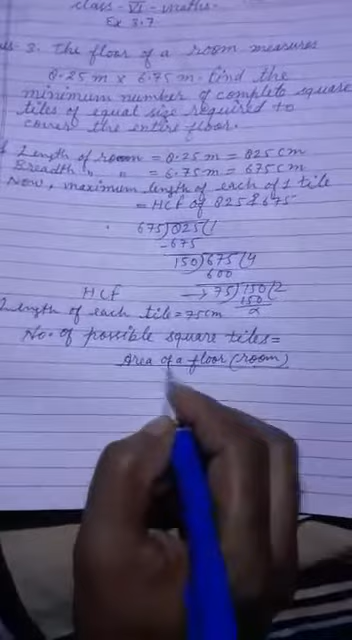 class - VI - maths.
Ex 3.7
3. The floor of a room measures
8.25 m x 6.75 m. find the
minimum number of complete square
tiles of equal size required to
cover the entire floor.
Length of room = 8.25 m = 825 cm
Breadth " " = 6.75 m = 675 cm
Now, maximum length of each of 1 tile
= HCF of 825 & 675
675)825(1
-675
150)675(4
600
HCF → 75)150(2
150
Length of each tile = 75 cm
No. of possible square tiles =
Area of a floor (room)